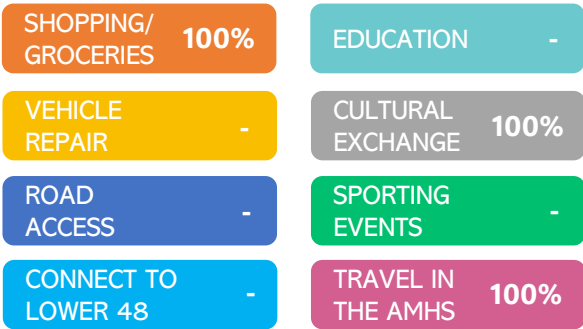 SHOPPING/
GROCERIES 100%
EDUCATION -
VEHICLE
REPAIR -
CULTURAL
EXCHANGE 100%
ROAD
ACCESS -
SPORTING
EVENTS -
CONNECT TO
LOWER 48 -
TRAVEL IN
THE AMHS 100%